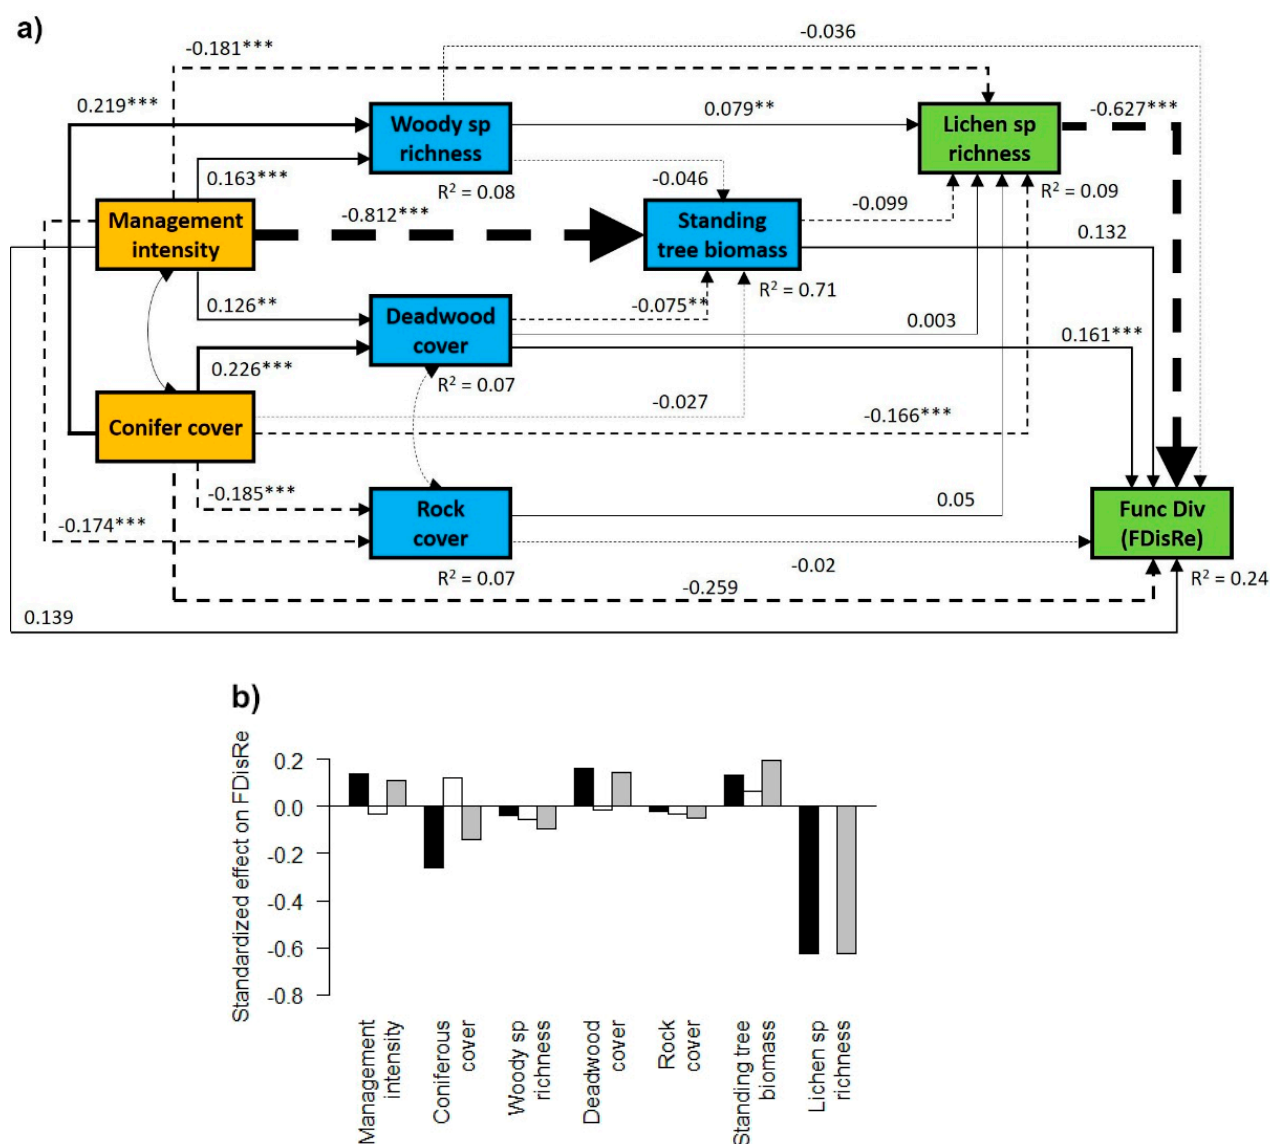 a)
-0.036
-0.181***
0.219***
0.079**
-0.627***
Woody sp
richness
Lichen sp
richness
0.163***
-0.046
R² = 0.08
R² = 0.09
Management
intensity
-0.812***
Standing
tree biomass
-0.099
0.132
R² = 0.71
0.126**
Deadwood
cover
-0.075**
0.003
0.161***
0.226***
R² = 0.07
Conifer cover
-0.027
-0.166***
-0.185***
Rock
cover
0.05
Func Div
(FDisRe)
-0.174***
-0.02
R² = 0.07
R² = 0.24
-0.259
0.139
b)
Standardized effect on FDisRe
0.2
0.0
-0.2
-0.4
-0.6
-0.8
Management
intensity
Coniferous
cover
Woody sp
richness
Deadwood
cover
Rock
cover
Standing tree
biomass
Lichen sp
richness